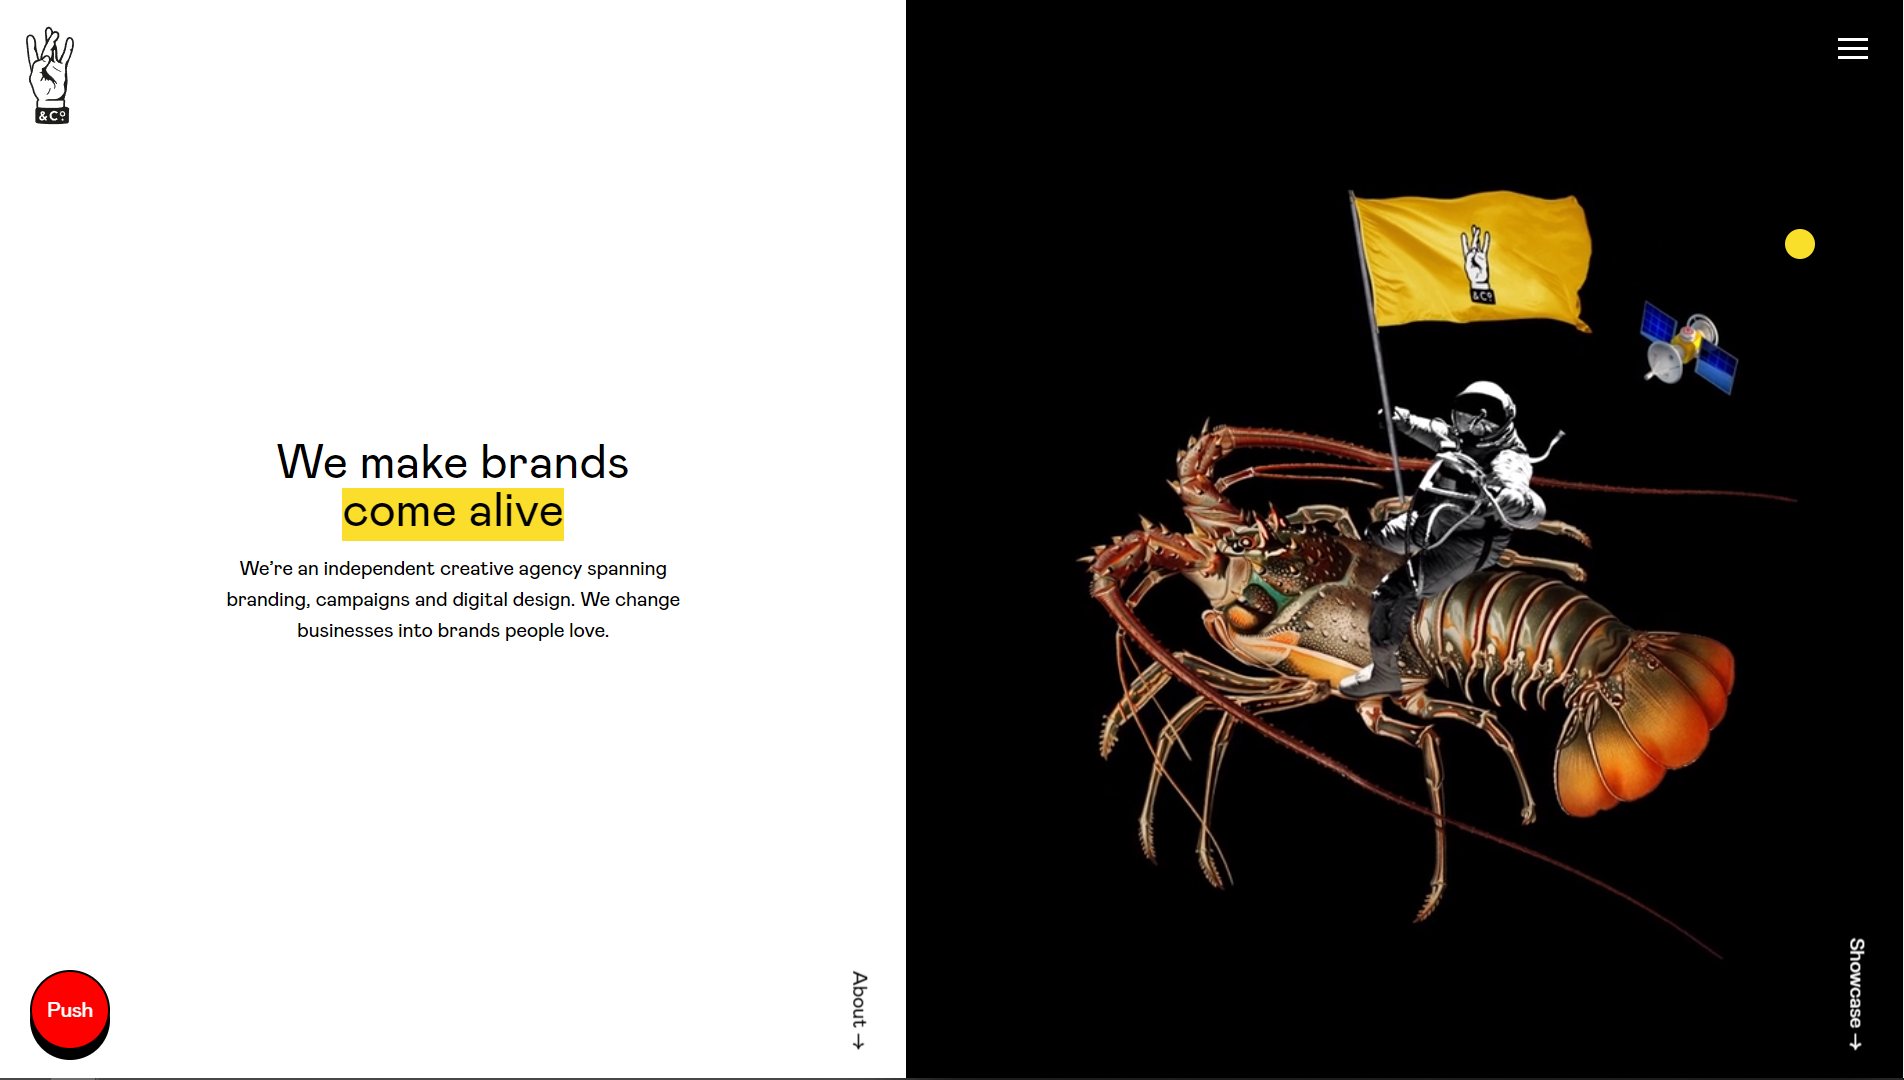 &Cº
We make brands
come alive
We’re an independent creative agency spanning
branding, campaigns and digital design. We change
businesses into brands people love.
Push
About →
&Cº
Showcase →